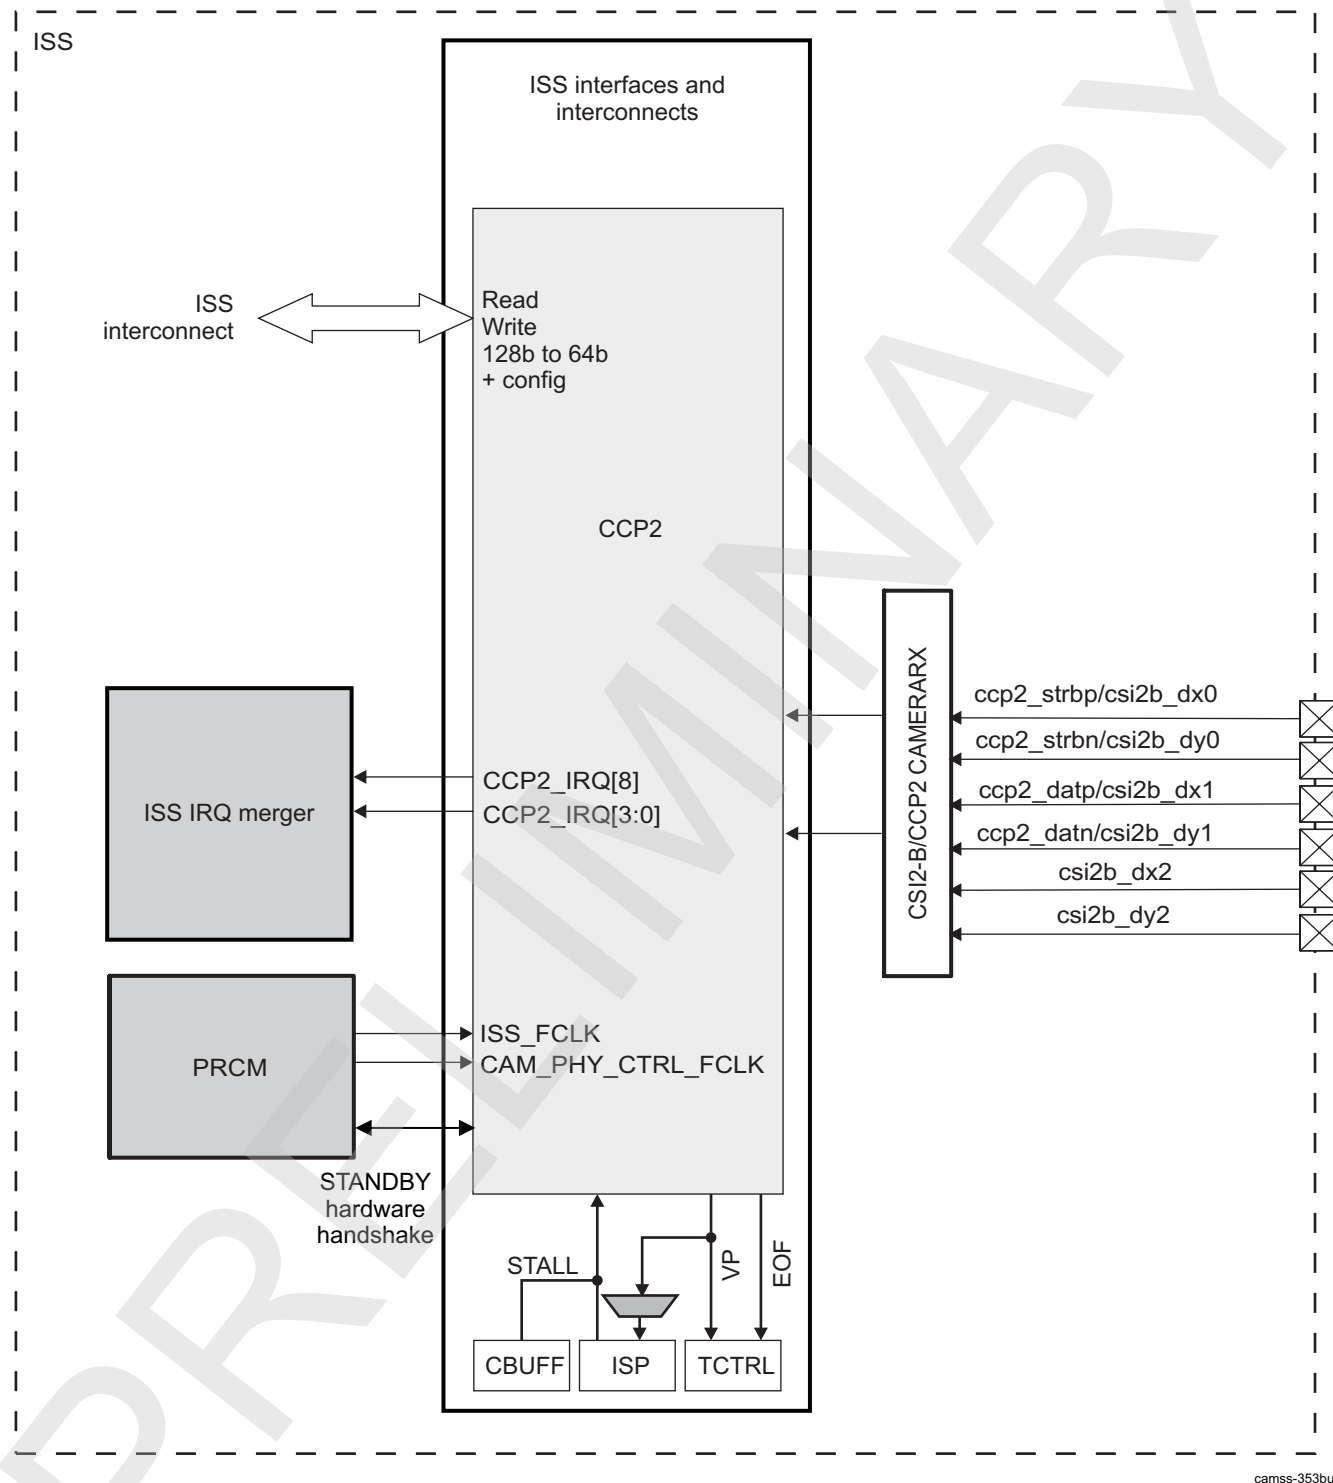 ISS
ISS interfaces and
interconnects
ISS
interconnect
Read
Write
128b to 64b
+ config
CCP2
CSI2-B/CCP2 CAMERARX
ccp2_strbp/csi2b_dx0
ccp2_strbn/csi2b_dy0
ccp2_datp/csi2b_dx1
ccp2_datn/csi2b_dy1
csi2b_dx2
csi2b_dy2
ISS IRQ merger
CCP2_IRQ[8]
CCP2_IRQ[3:0]
PRCM
ISS_FCLK
CAM_PHY_CTRL_FCLK
STANDBY
hardware
handshake
STALL
VP
EOF
CBUFF
ISP
TCTRL
PRELIMINARY
camss-353bu